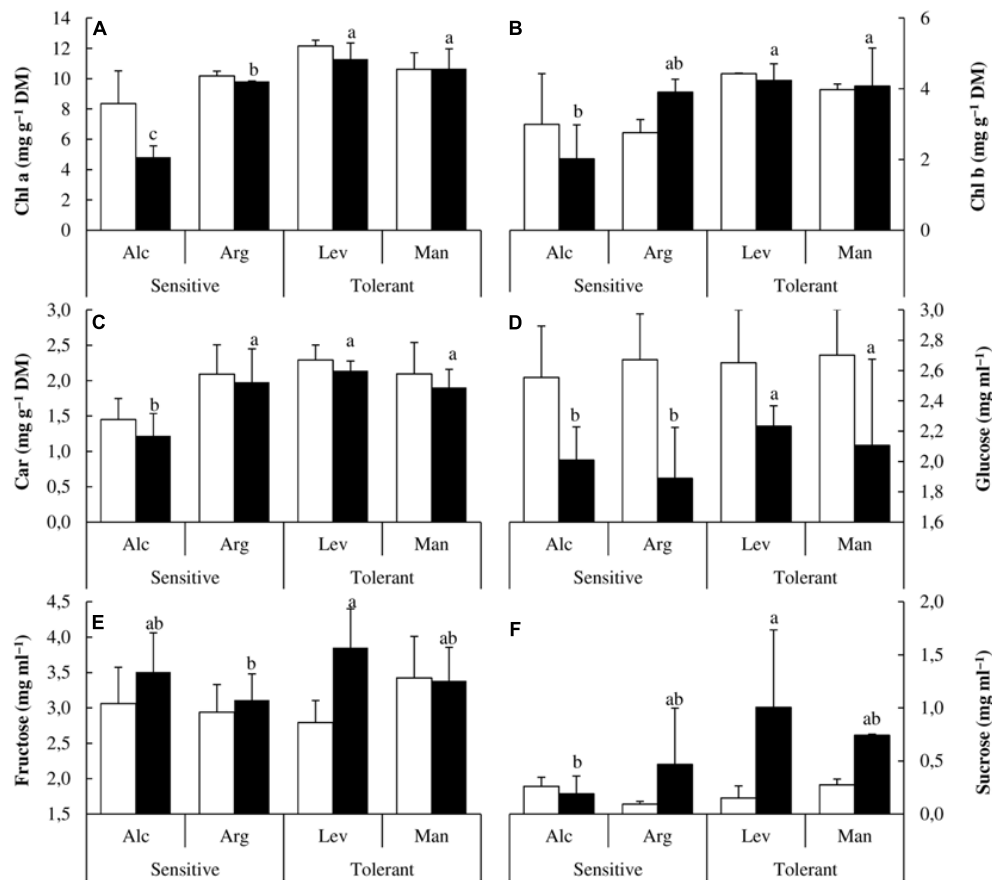 A
Chl a (mg g⁻¹ DM)
14
12
10
8
6
4
2
0
c
b
a
a
Alc Arg Lev Man
Sensitive Tolerant
B
Chl b (mg g⁻¹ DM)
6
4
2
0
b
ab
a
a
Alc Arg Lev Man
Sensitive Tolerant
C
Car (mg g⁻¹ DM)
3,0
2,5
2,0
1,5
1,0
0,5
0,0
b
a
a
a
Alc Arg Lev Man
Sensitive Tolerant
D
Glucose (mg ml⁻¹)
3,0
2,8
2,6
2,4
2,2
2,0
1,8
1,6
b
b
a
a
Alc Arg Lev Man
Sensitive Tolerant
E
Fructose (mg ml⁻¹)
4,5
4,0
3,5
3,0
2,5
2,0
1,5
ab
b
a
ab
Alc Arg Lev Man
Sensitive Tolerant
F
Sucrose (mg ml⁻¹)
2,0
1,5
1,0
0,5
0,0
b
ab
a
ab
Alc Arg Lev Man
Sensitive Tolerant